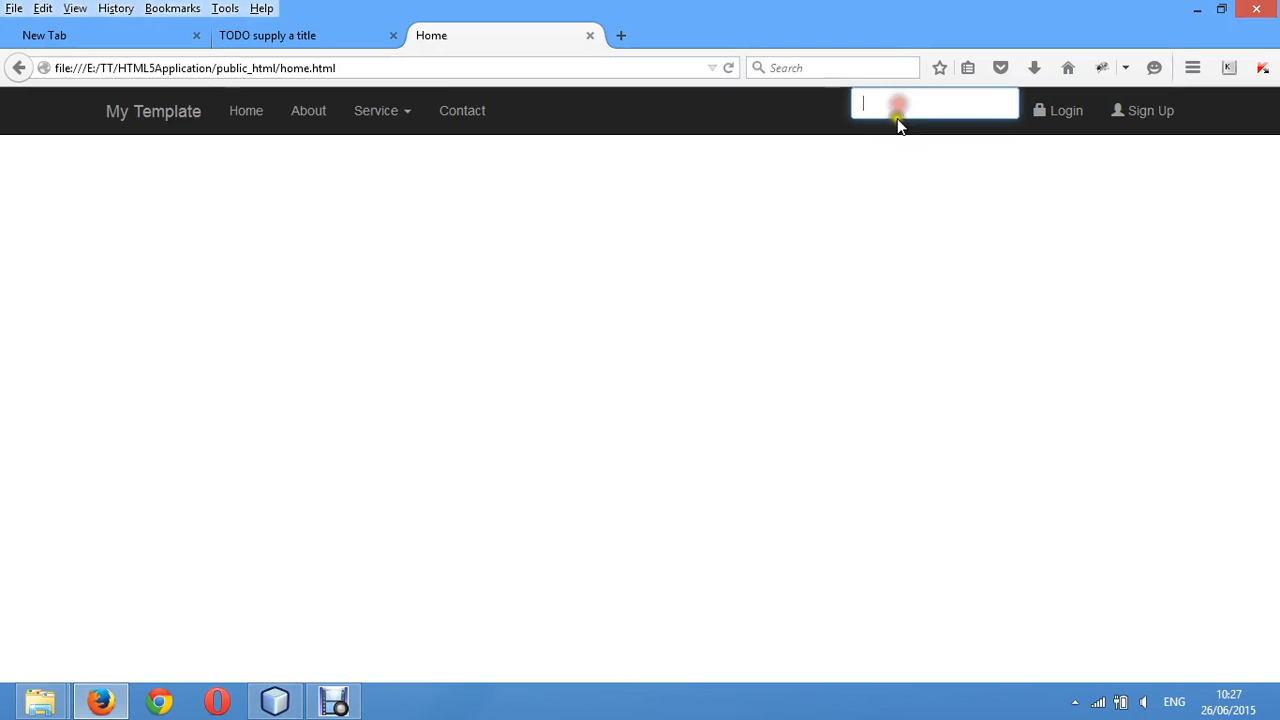 File Edit View History Bookmarks Tools Help
New Tab TODO supply a title Home
file:///E:/TT/HTML5Application/public_html/home.html Search
My Template Home About Service Contact Login Sign Up
ENG 10:27
26/06/2015